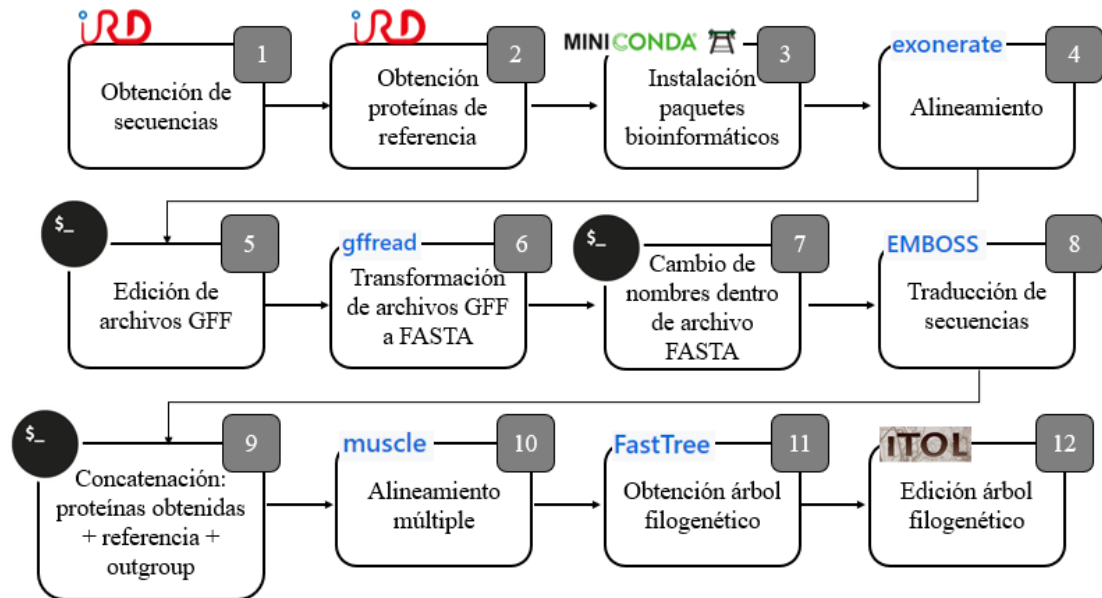 iRD
1
Obtención de
secuencias
iRD
2
Obtención
proteínas de
referencia
MINICONDA®
3
Instalación
paquetes
bioinformáticos
exonerate
4
Alineamiento
$_
5
Edición de
archivos GFF
gffread
6
Transformación
de archivos GFF
a FASTA
$_
7
Cambio de
nombres dentro
de archivo
FASTA
EMBOSS
8
Traducción de
secuencias
$_
9
Concatenación:
proteínas obtenidas
+ referencia +
outgroup
muscle
10
Alineamiento
múltiple
FastTree
11
Obtención árbol
filogenético
iTOL
12
Edición árbol
filogenético